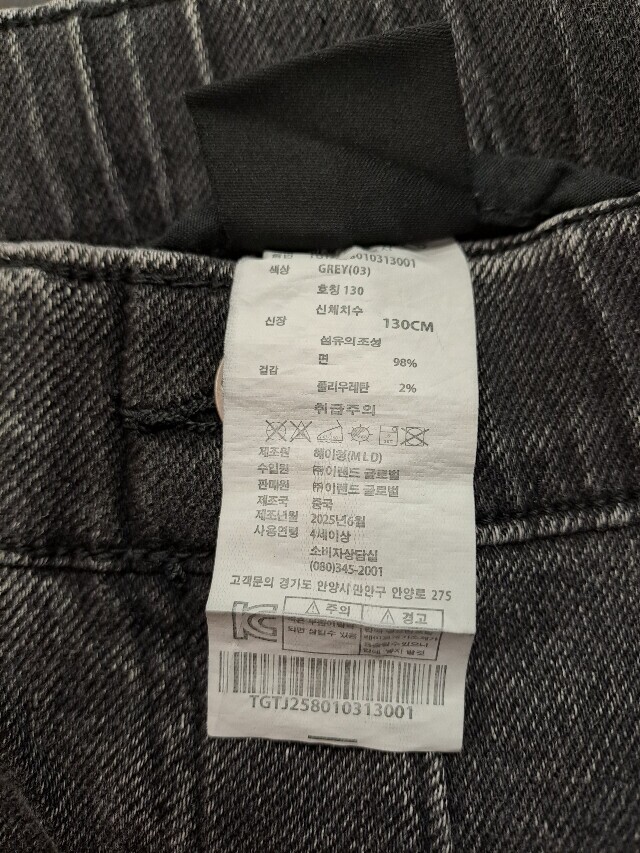 색상 GREY(03)
호칭 130
신체치수
신장 130CM
섬유의조성
겉감 면 98%
폴리우레탄 2%
취급주의
제조원 헤이형(MLD)
수입원 ㈜이랜드 글로벌
판매원 ㈜이랜드 글로벌
제조국 중국
제조년월 2025년6월
사용연령 4세이상
소비자상담실
(080)345-2001
고객문의 경기도 안양시 만안구 안양로 275
KC
주의 경고
TGTJ258010313001